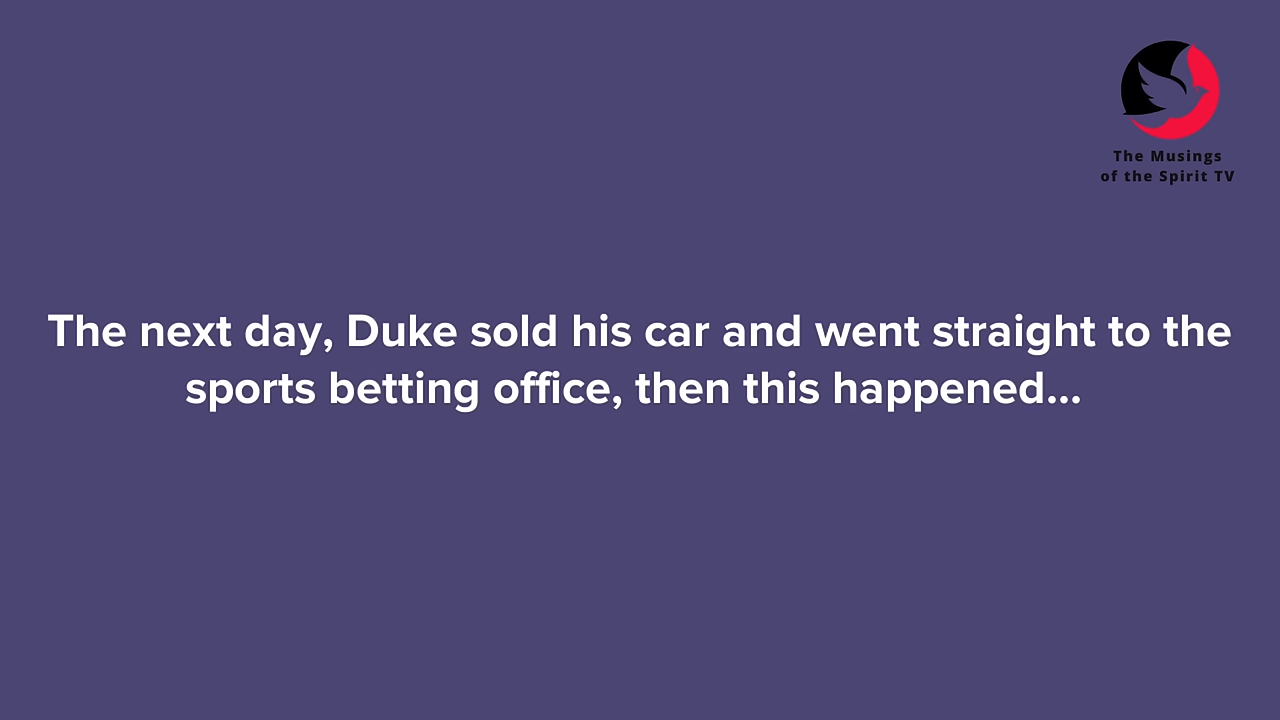 The Musings
of the Spirit TV
The next day, Duke sold his car and went straight to the
sports betting office, then this happened...